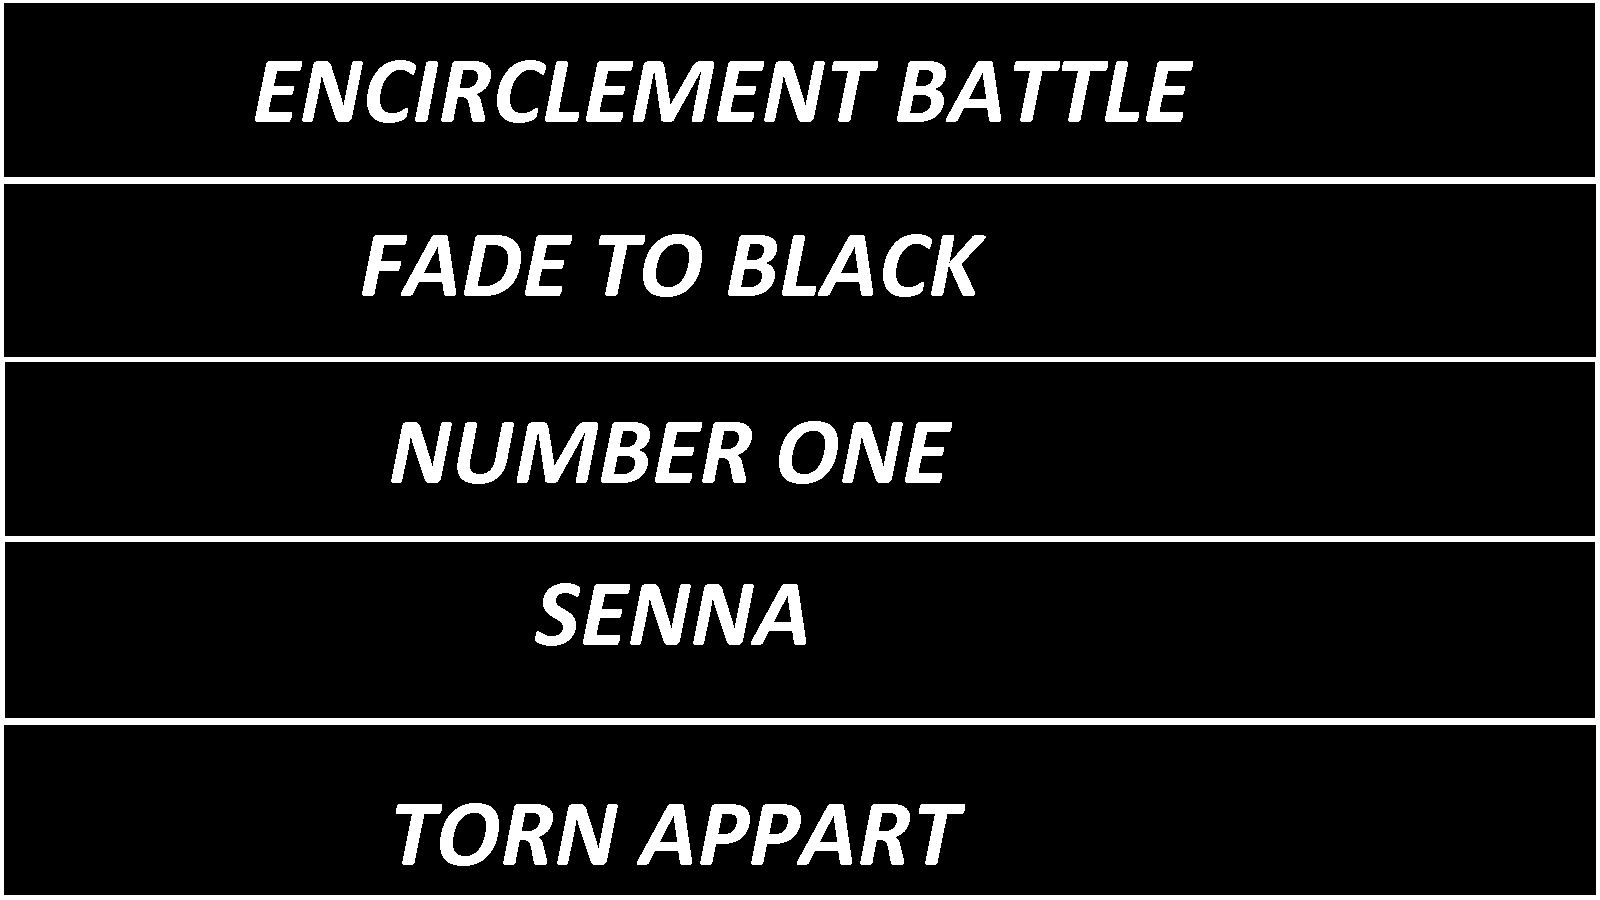 ENCIRCLEMENT BATTLE
FADE TO BLACK
NUMBER ONE
SENNA
TORN APPART